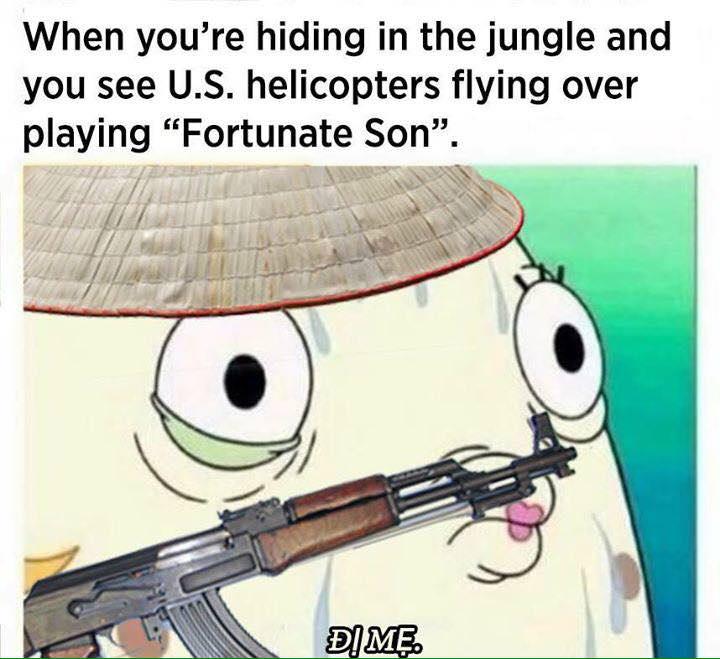 When you’re hiding in the jungle and
you see U.S. helicopters flying over
playing “Fortunate Son”.
ĐỊ MẸ.